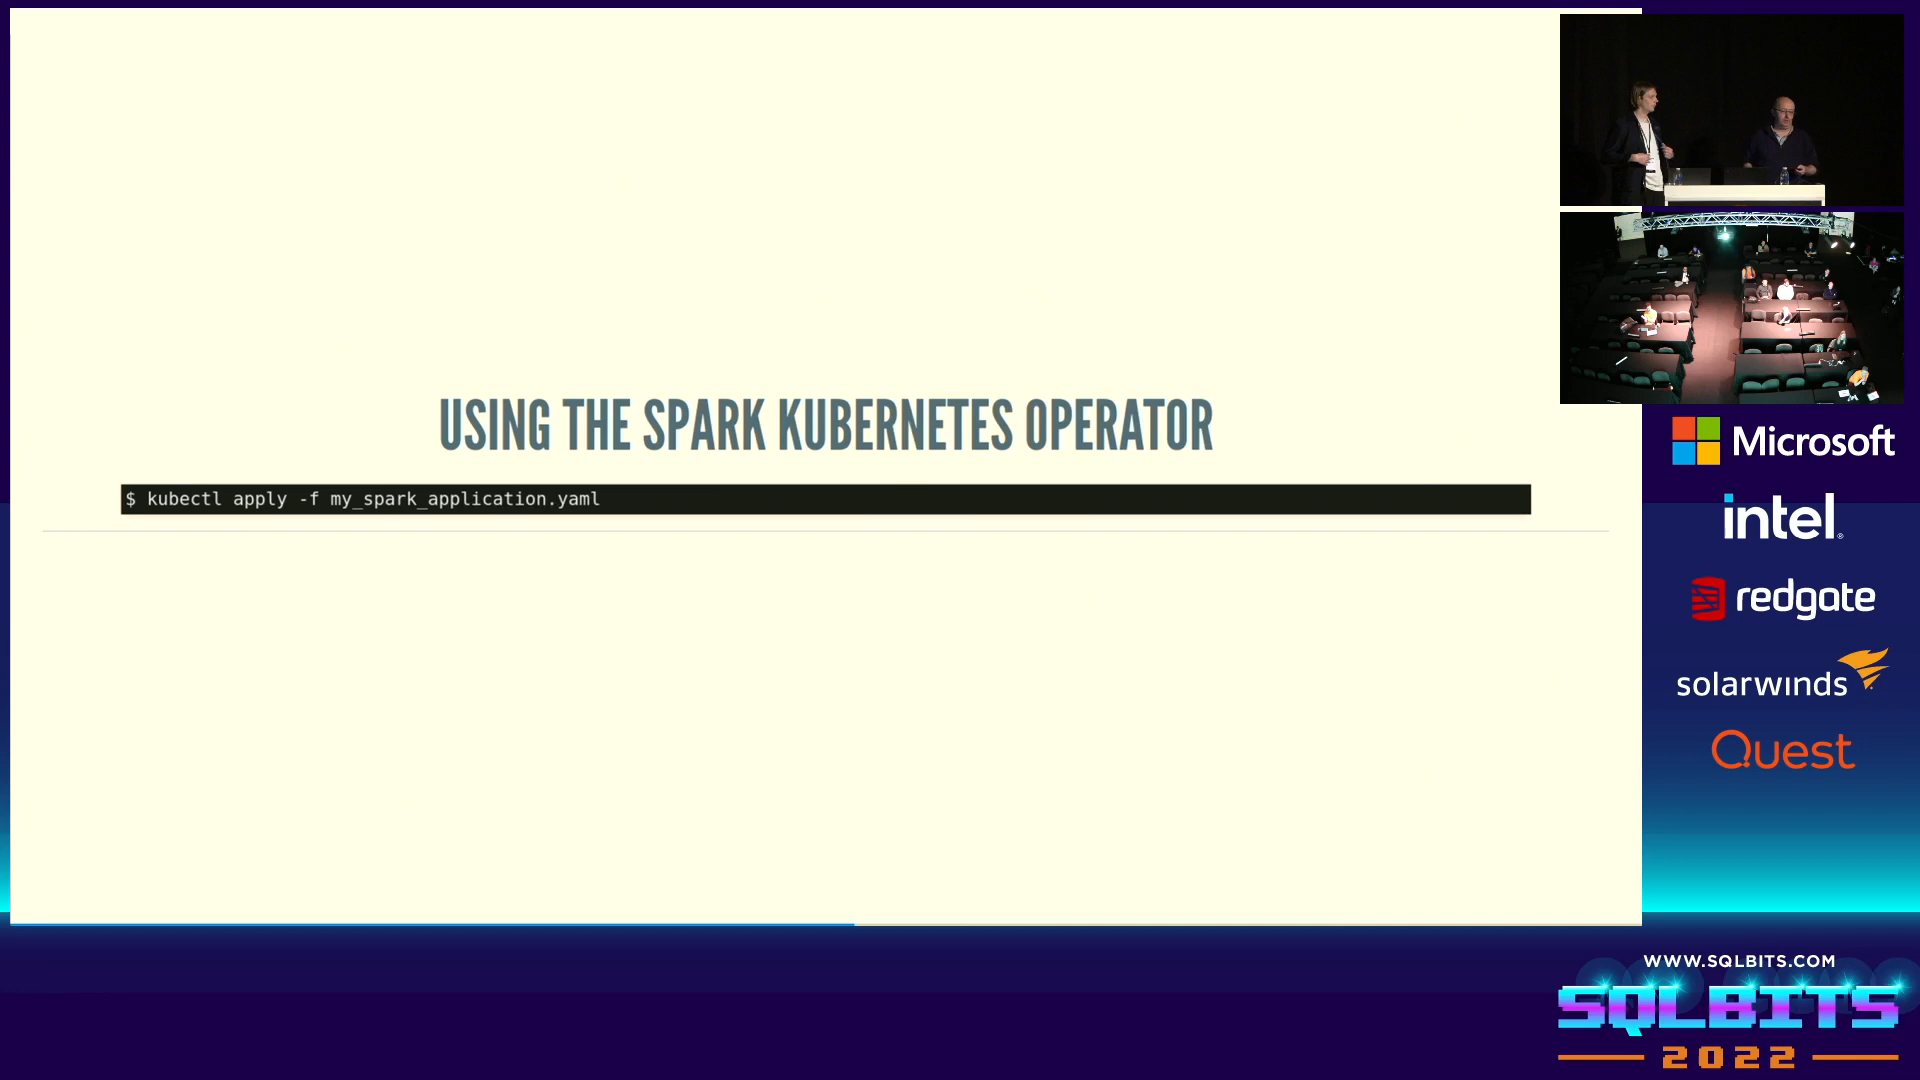 USING THE SPARK KUBERNETES OPERATOR
$ kubectl apply -f my_spark_application.yaml
Microsoft
intel
redgate
solarwinds
Quest
WWW.SQLBITS.COM
SQLBITS
2022